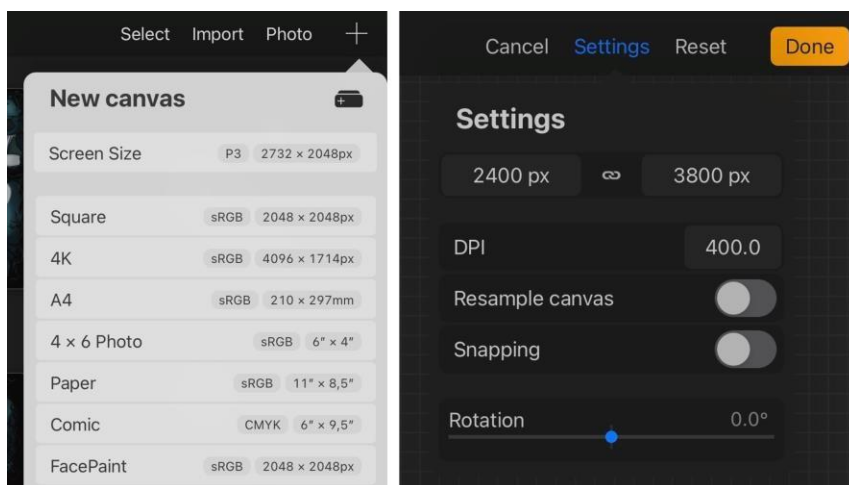 Select Import Photo +
New canvas
Screen Size P3 2732 × 2048px
Square sRGB 2048 × 2048px
4K sRGB 4096 × 1714px
A4 sRGB 210 × 297mm
4 × 6 Photo sRGB 6″ × 4″
Paper sRGB 11″ × 8,5″
Comic CMYK 6″ × 9,5″
FacePaint sRGB 2048 × 2048px
Cancel Settings Reset Done
Settings
2400 px 3800 px
DPI 400.0
Resample canvas
Snapping
Rotation 0.0°